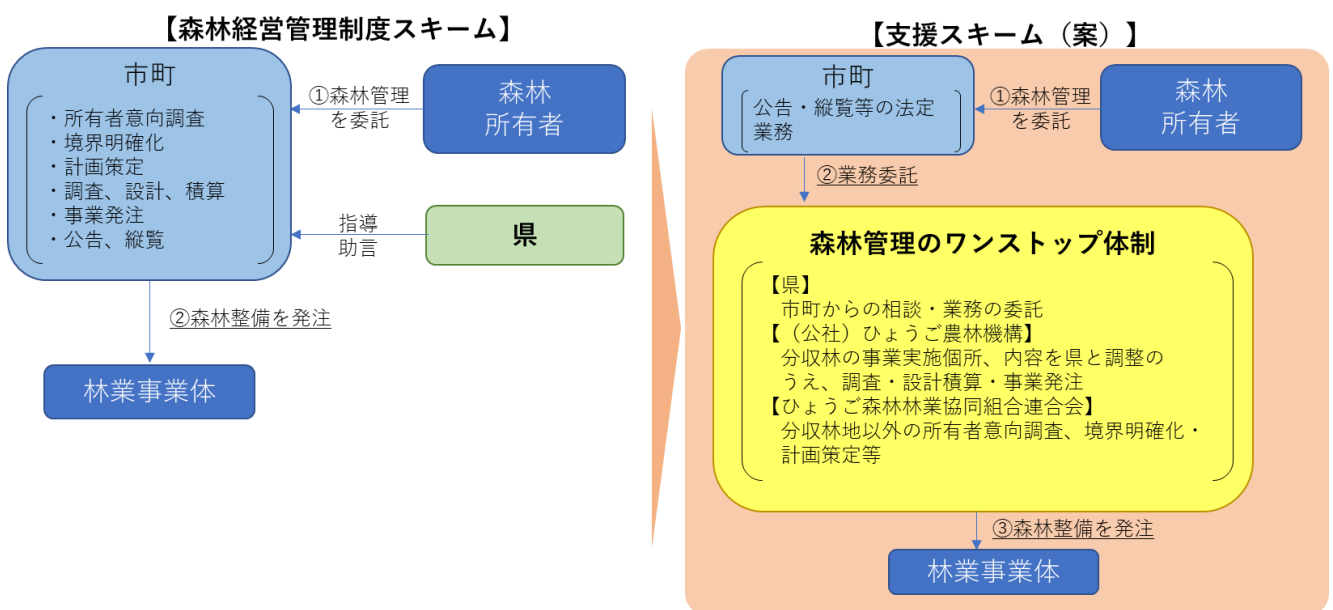 【森林経営管理制度スキーム】
市町
・所有者意向調査
・境界明確化
・計画策定
・調査、設計、積算
・事業発注
・公告、縦覧
①森林管理
を委託
森林
所有者
指導
助言
県
②森林整備を発注
林業事業体
【支援スキーム（案）】
市町
公告・縦覧等の法定
業務
①森林管理
を委託
森林
所有者
②業務委託
森林管理のワンストップ体制
【県】
市町からの相談・業務の委託
【（公社）ひょうご農林機構】
分収林の事業実施個所、内容を県と調整の
うえ、調査・設計積算・事業発注
【ひょうご森林林業協同組合連合会】
分収林地以外の所有者意向調査、境界明確化・
計画策定等
③森林整備を発注
林業事業体